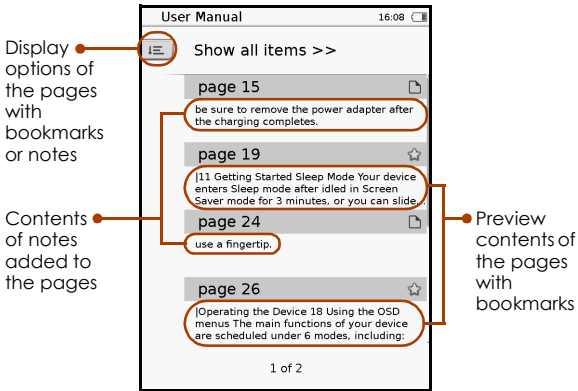 User Manual
16:08
Show all items >>
Display
options of
the pages
with
bookmarks
or notes
page 15
be sure to remove the power adapter after
the charging completes.
page 19
|11 Getting Started Sleep Mode Your device
enters Sleep mode after idled in Screen
Saver mode for 3 minutes, or you can slide,
page 24
use a fingertip.
Contents
of notes
added to
the pages
Preview
contents of
the pages
with
bookmarks
page 26
|Operating the Device 18 Using the OSD
menus The main functions of your device
are scheduled under 6 modes, including:
1 of 2